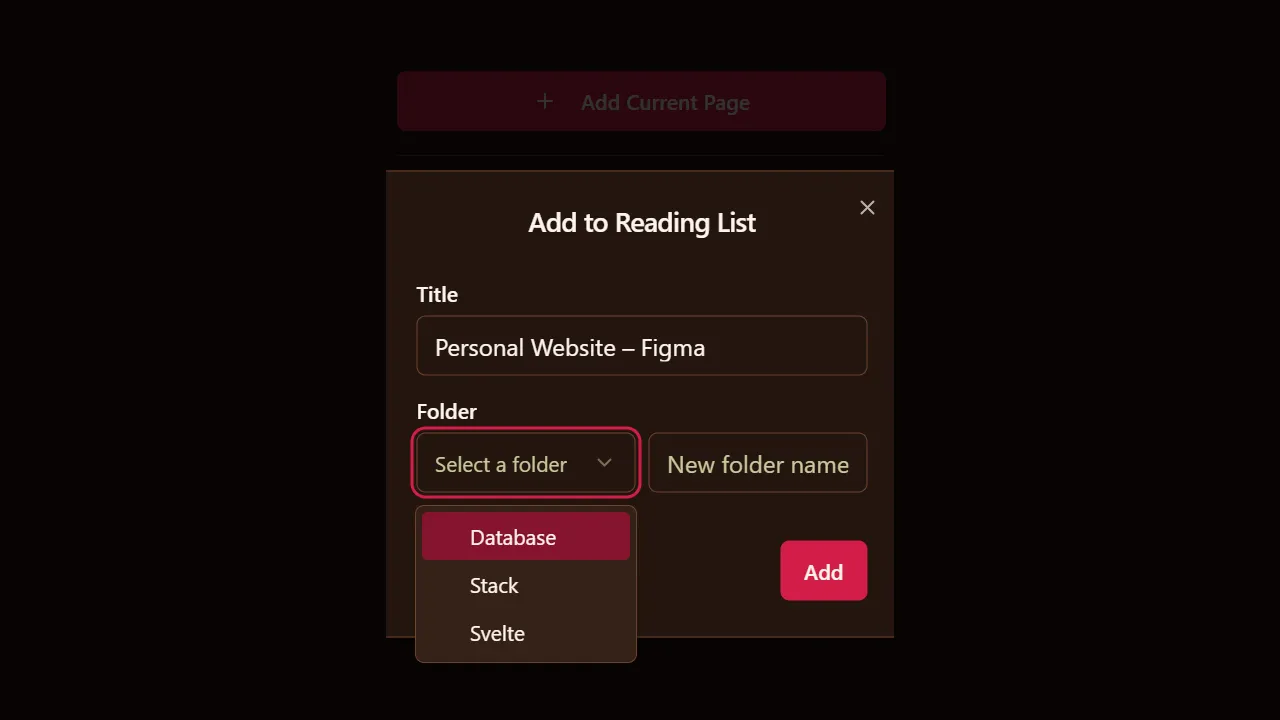 Add Current Page
Add to Reading List
Title
Personal Website – Figma
Folder
Select a folder
New folder name
Database
Stack
Svelte
Add